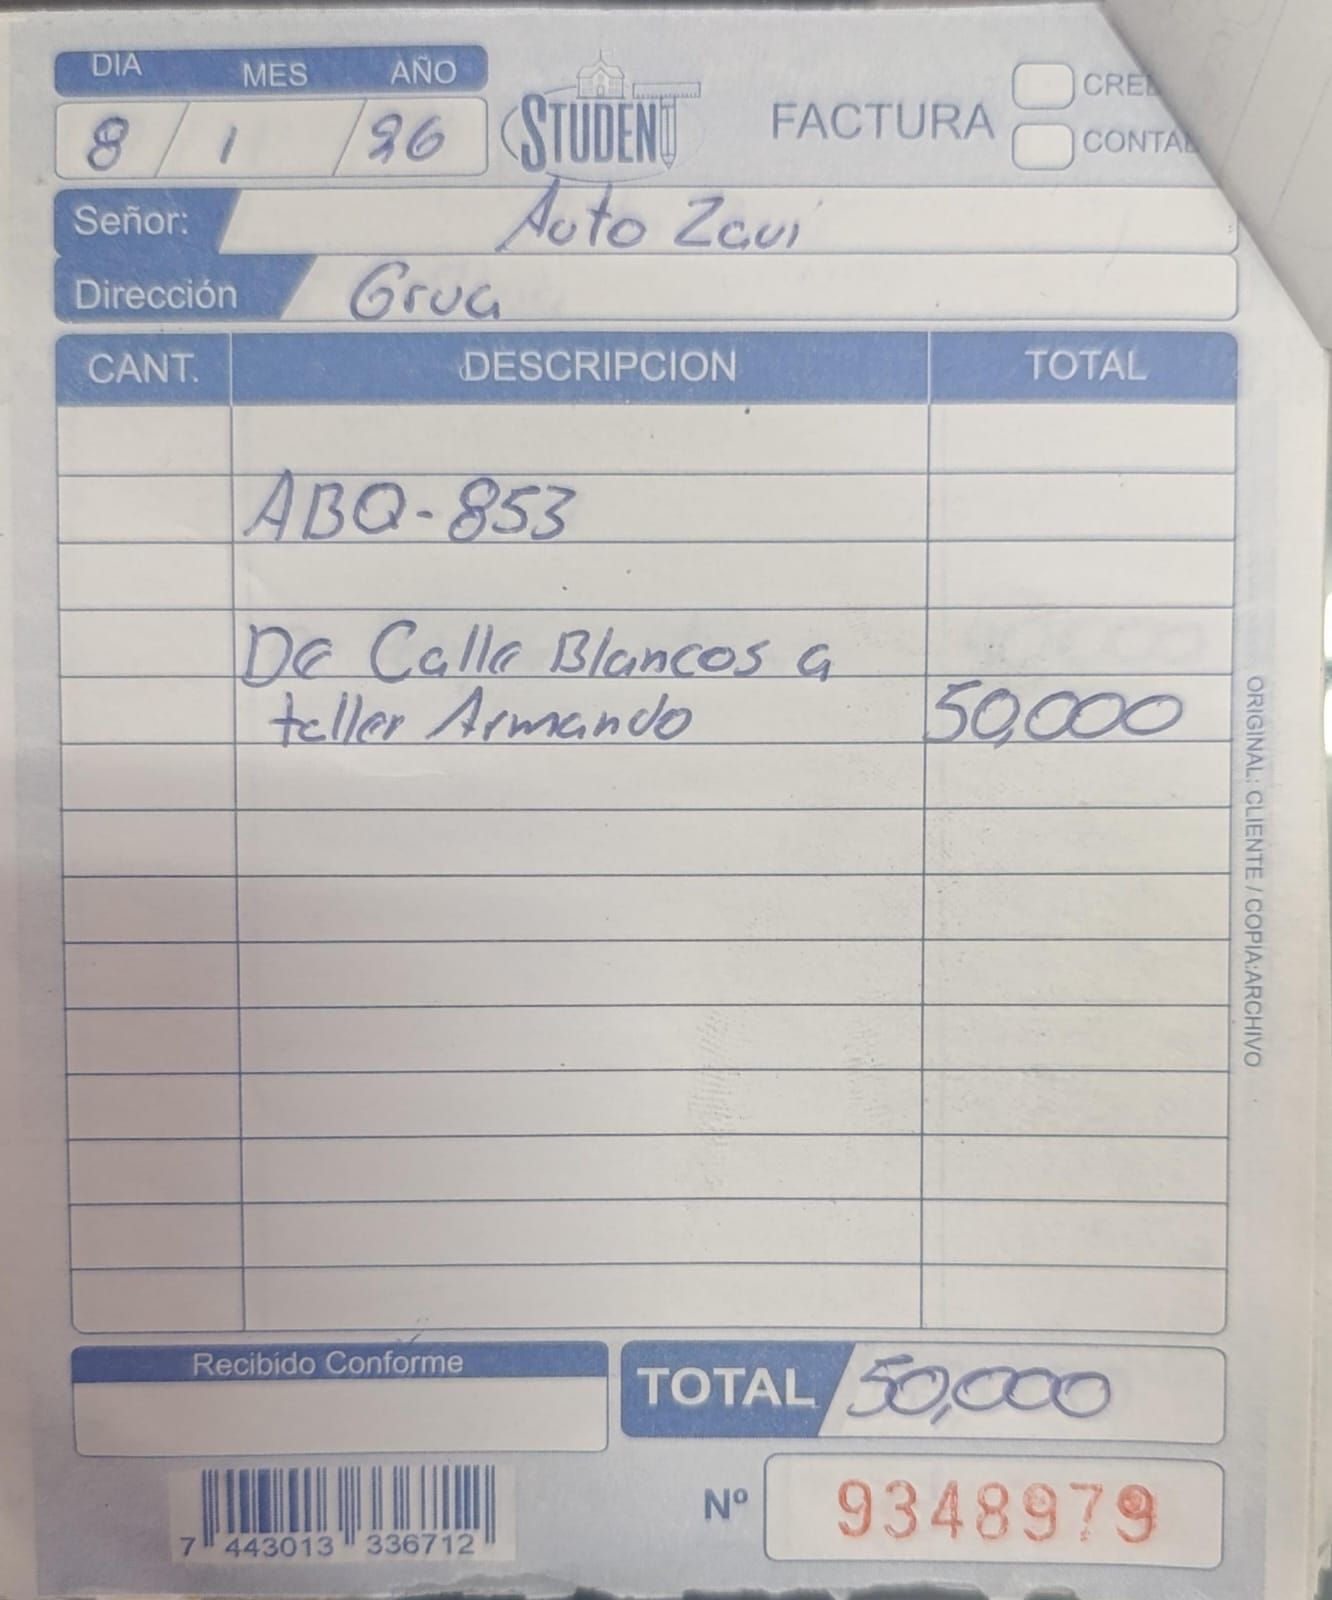 DIA MES AÑO
8 / 1 / 26
STUDENT
FACTURA
CONTA
Señor: Auto Zavi
Dirección Grua
CANT. DESCRIPCION TOTAL
ABQ-853
De Calle Blancos a
taller Armando 50,000
ORIGINAL: CLIENTE / COPIA:ARCHIVO
Recibido Conforme
TOTAL 50,000
Nº 9348979
7 443013 336712